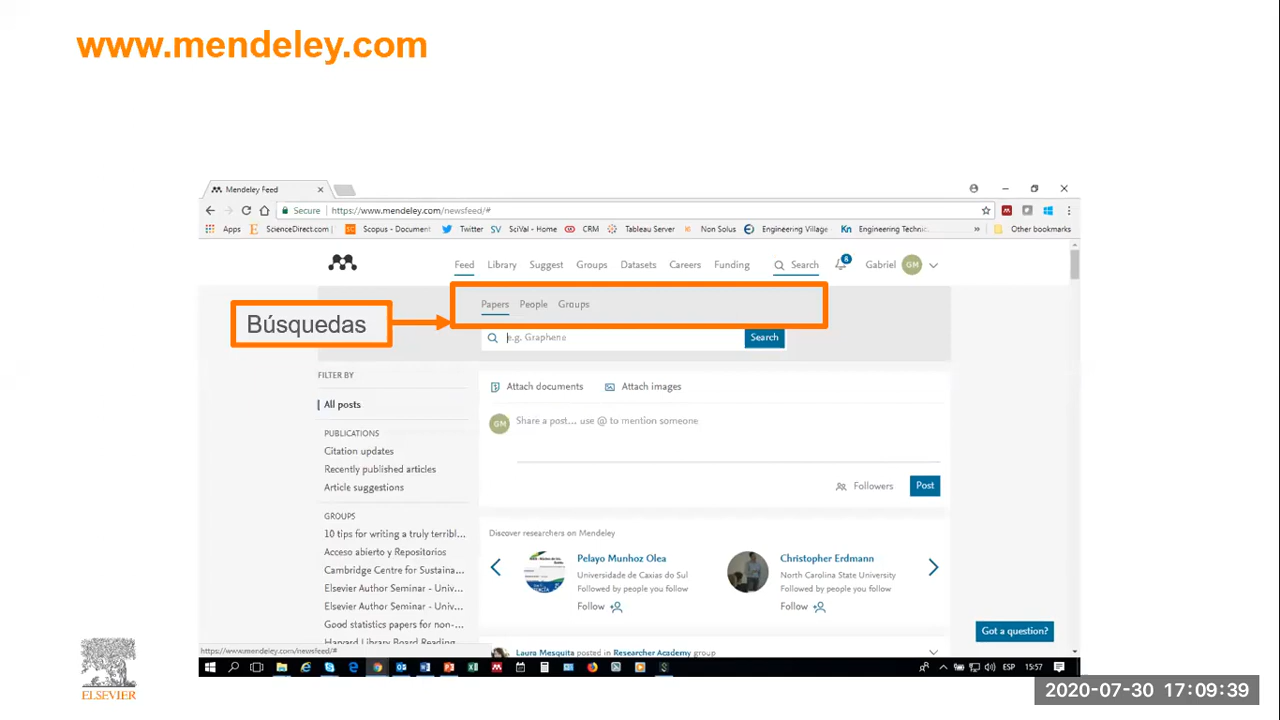 www.mendeley.com
Mendeley Feed
Secure https://www.mendeley.com/newsfeed/#
Apps ScienceDirect.com | Scopus - Document Twitter SciVal - Home CRM Tableau Server Non Solus Engineering Village Engineering Technic. » Other bookmarks
Feed Library Suggest Groups Datasets Careers Funding Search 8 Gabriel GM
Papers People Groups
Búsquedas
e.g. Graphene Search
FILTER BY
Attach documents Attach images
All posts
GM Share a post... use @ to mention someone
PUBLICATIONS
Citation updates
Recently published articles
Article suggestions
Followers Post
GROUPS
10 tips for writing a truly terribl...
Discover researchers on Mendeley
Acceso abierto y Repositorios
Pelayo Munhoz Olea Christopher Erdmann
Cambridge Centre for Sustaina...
Universidade de Caxias do Sul North Carolina State University
Elsevier Author Seminar - Univ...
Followed by people you follow Followed by people you follow
Elsevier Author Seminar - Univ...
Follow Follow
Good statistics papers for non-...
Got a question?
Harvard Library Board Reading
https://www.mendeley.com/newsfeed/#
Laura Mesquita posted in Researcher Academy group
ESP 15:57
ELSEVIER
2020-07-30 17:09:39